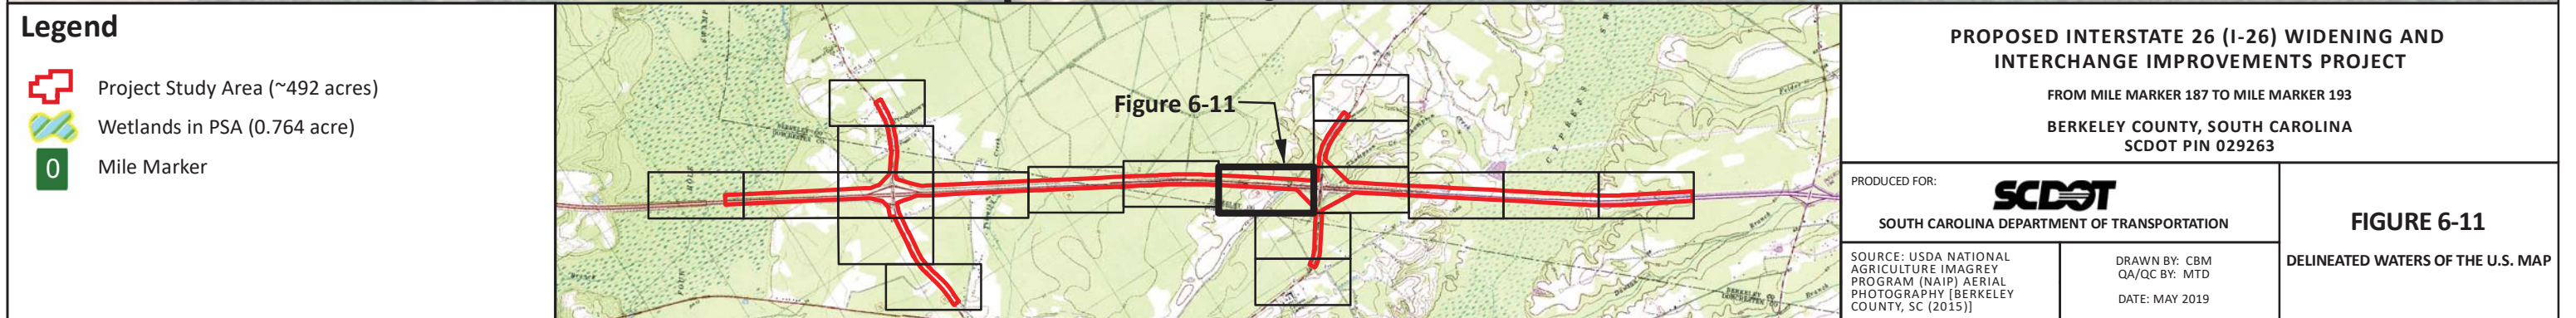 Legend
Project Study Area (~492 acres)
Wetlands in PSA (0.764 acre)
0
Mile Marker
Figure 6-11
PROPOSED INTERSTATE 26 (I-26) WIDENING AND
INTERCHANGE IMPROVEMENTS PROJECT
FROM MILE MARKER 187 TO MILE MARKER 193
BERKELEY COUNTY, SOUTH CAROLINA
SCDOT PIN 029263
PRODUCED FOR:
SCDOT
SOUTH CAROLINA DEPARTMENT OF TRANSPORTATION
SOURCE: USDA NATIONAL
AGRICULTURE IMAGREY
PROGRAM (NAIP) AERIAL
PHOTOGRAPHY [BERKELEY
COUNTY, SC (2015)]
DRAWN BY: CBM
QA/QC BY: MTD
DATE: MAY 2019
FIGURE 6-11
DELINEATED WATERS OF THE U.S. MAP